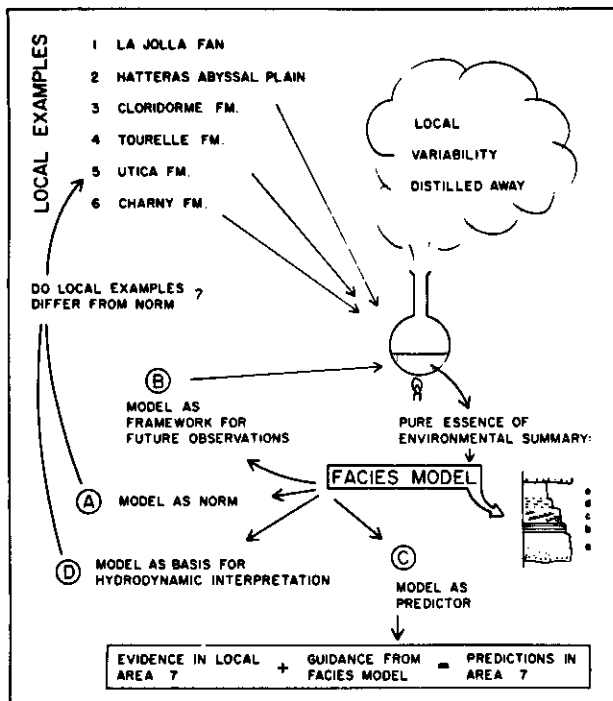 LOCAL EXAMPLES
1 LA JOLLA FAN
2 HATTERAS ABYSSAL PLAIN
3 CLORIDORME FM.
4 TOURELLE FM.
5 UTICA FM.
6 CHARNY FM.
LOCAL
VARIABILITY
DISTILLED AWAY
DO LOCAL EXAMPLES
DIFFER FROM NORM ?
B
MODEL AS
FRAMEWORK FOR
FUTURE OBSERVATIONS
PURE ESSENCE OF
ENVIRONMENTAL SUMMARY:
FACIES MODEL
e
d
c
b
a
A MODEL AS NORM
D MODEL AS BASIS FOR
HYDRODYNAMIC INTERPRETATION
C
MODEL AS
PREDICTOR
EVIDENCE IN LOCAL
AREA 7
+
GUIDANCE FROM
FACIES MODEL
=
PREDICTIONS IN
AREA 7